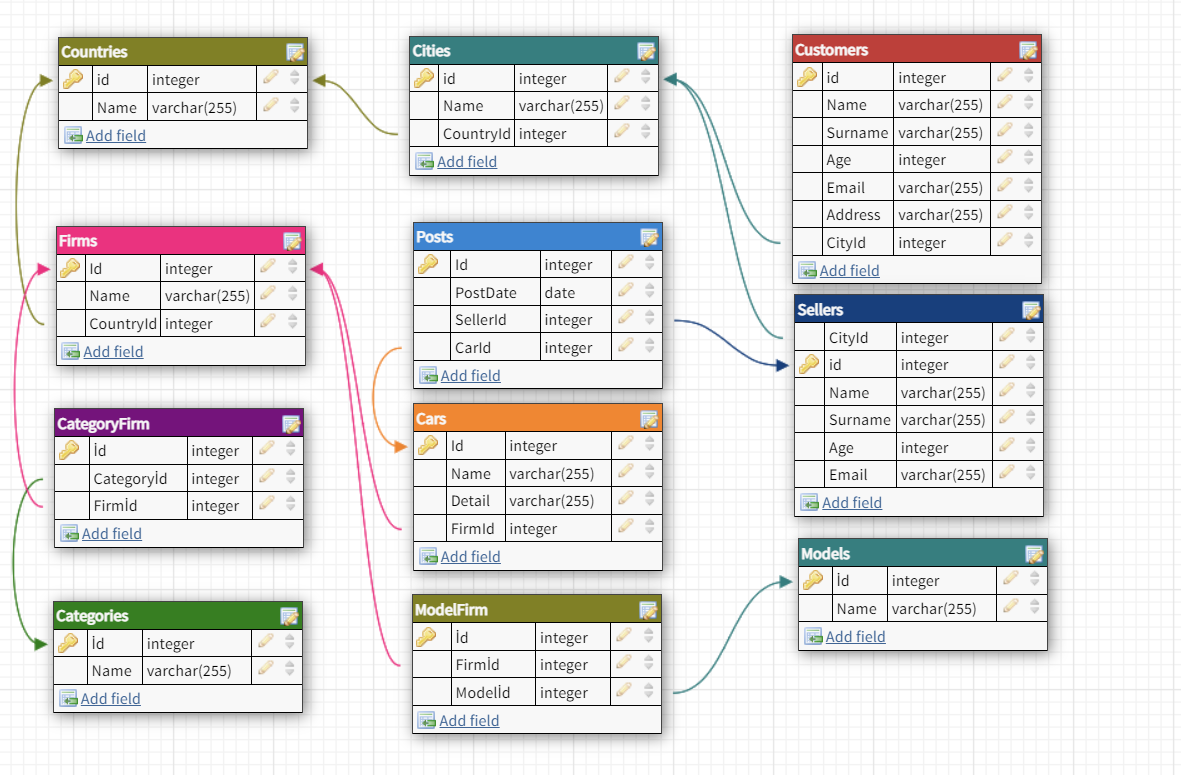 Countries
id integer
Name varchar(255)
Add field
Cities
id integer
Name varchar(255)
CountryId integer
Add field
Customers
id integer
Name varchar(255)
Surname varchar(255)
Age integer
Email varchar(255)
Address varchar(255)
CityId integer
Add field
Firms
Id integer
Name varchar(255)
CountryId integer
Add field
Posts
Id integer
PostDate date
SellerId integer
CarId integer
Add field
Sellers
CityId integer
id integer
Name varchar(255)
Surname varchar(255)
Age integer
Email varchar(255)
Add field
CategoryFirm
İd integer
Categoryİd integer
Firmİd integer
Add field
Cars
Id integer
Name varchar(255)
Detail varchar(255)
FirmId integer
Add field
Categories
İd integer
Name varchar(255)
Add field
ModelFirm
İd integer
Firmİd integer
Modelİd integer
Add field
Models
İd integer
Name varchar(255)
Add field